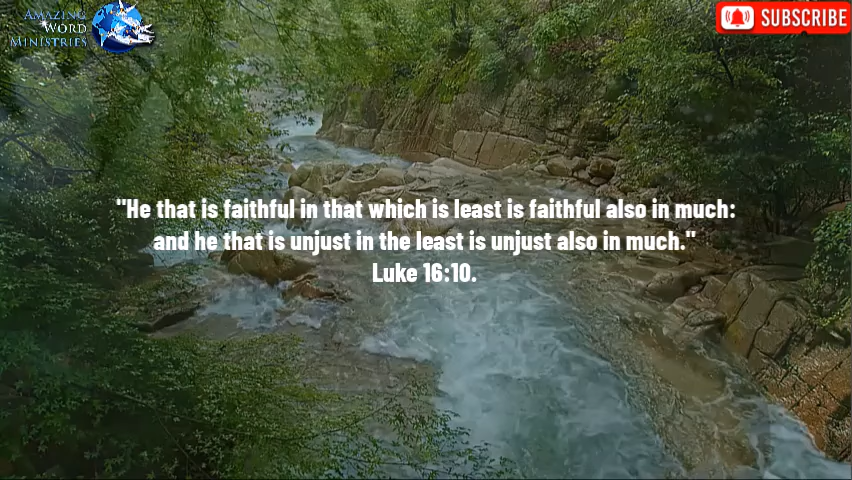 AMAZING
WORD
MINISTRIES
SUBSCRIBE
"He that is faithful in that which is least is faithful also in much:
and he that is unjust in the least is unjust also in much."
Luke 16:10.